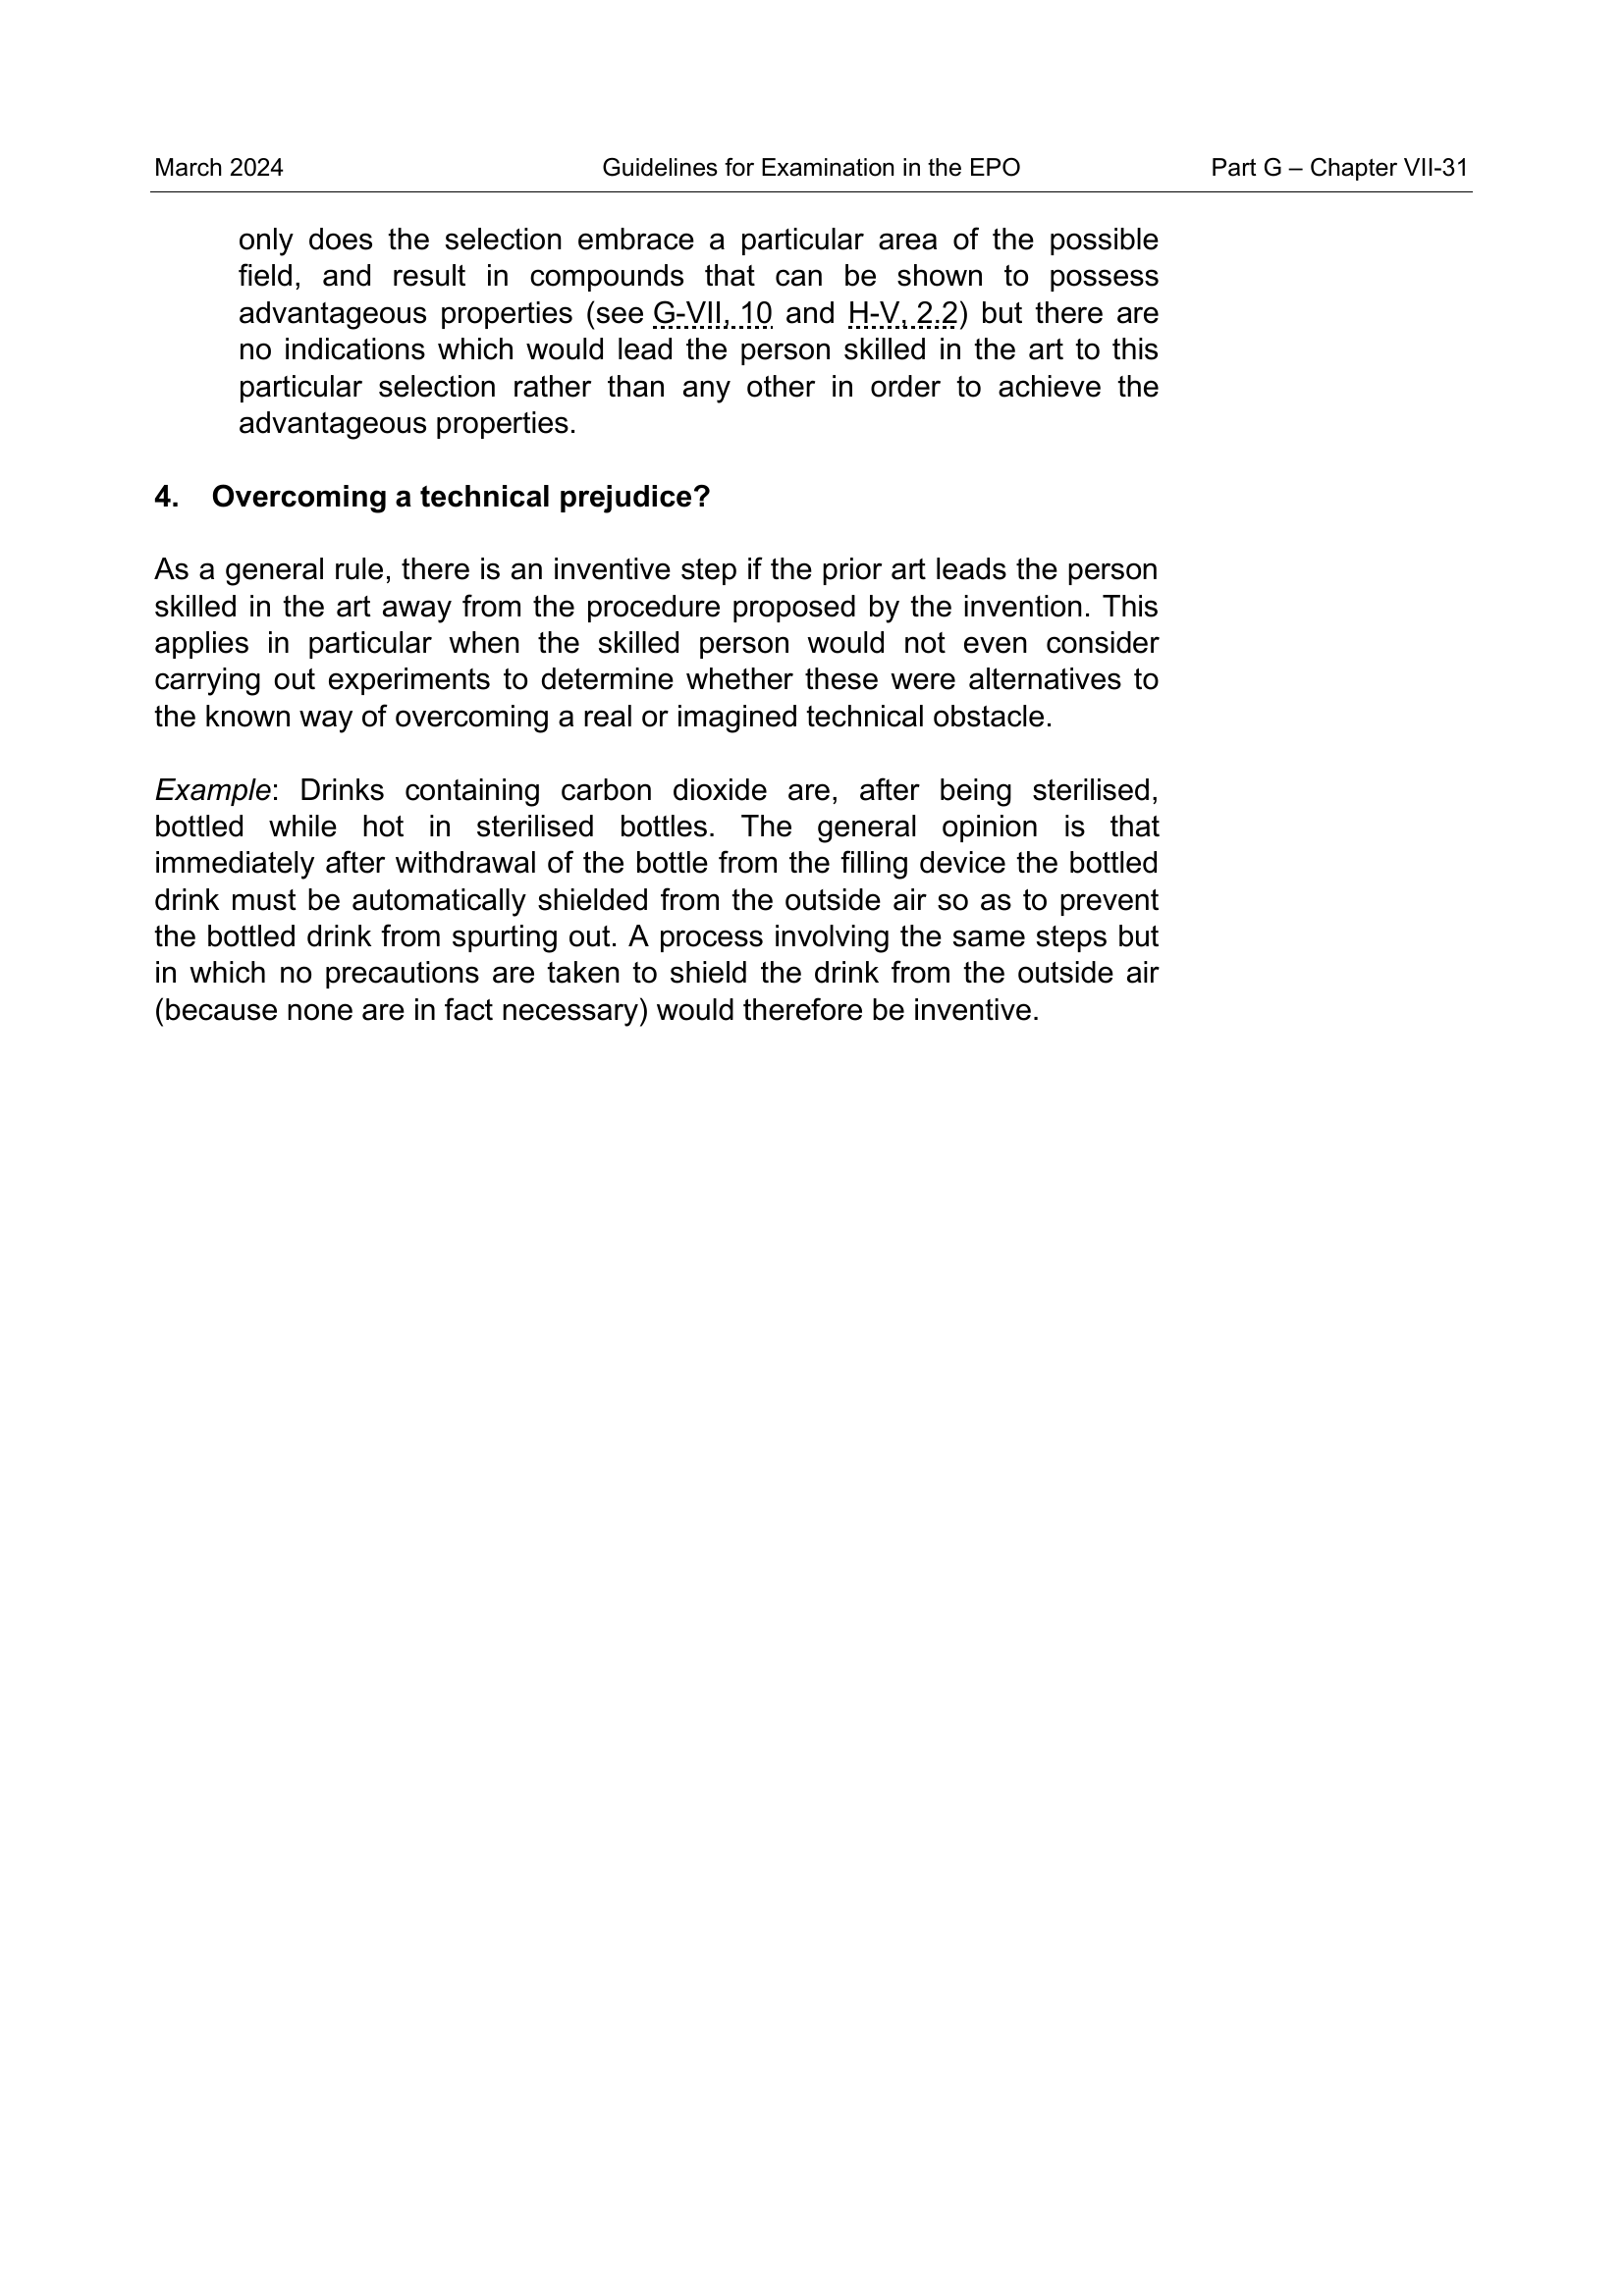 March 2024 Guidelines for Examination in the EPO Part G – Chapter VII-31
only does the selection embrace a particular area of the possible
field, and result in compounds that can be shown to possess
advantageous properties (see G-VII, 10 and H-V, 2.2) but there are
no indications which would lead the person skilled in the art to this
particular selection rather than any other in order to achieve the
advantageous properties.
4. Overcoming a technical prejudice?
As a general rule, there is an inventive step if the prior art leads the person
skilled in the art away from the procedure proposed by the invention. This
applies in particular when the skilled person would not even consider
carrying out experiments to determine whether these were alternatives to
the known way of overcoming a real or imagined technical obstacle.
Example: Drinks containing carbon dioxide are, after being sterilised,
bottled while hot in sterilised bottles. The general opinion is that
immediately after withdrawal of the bottle from the filling device the bottled
drink must be automatically shielded from the outside air so as to prevent
the bottled drink from spurting out. A process involving the same steps but
in which no precautions are taken to shield the drink from the outside air
(because none are in fact necessary) would therefore be inventive.